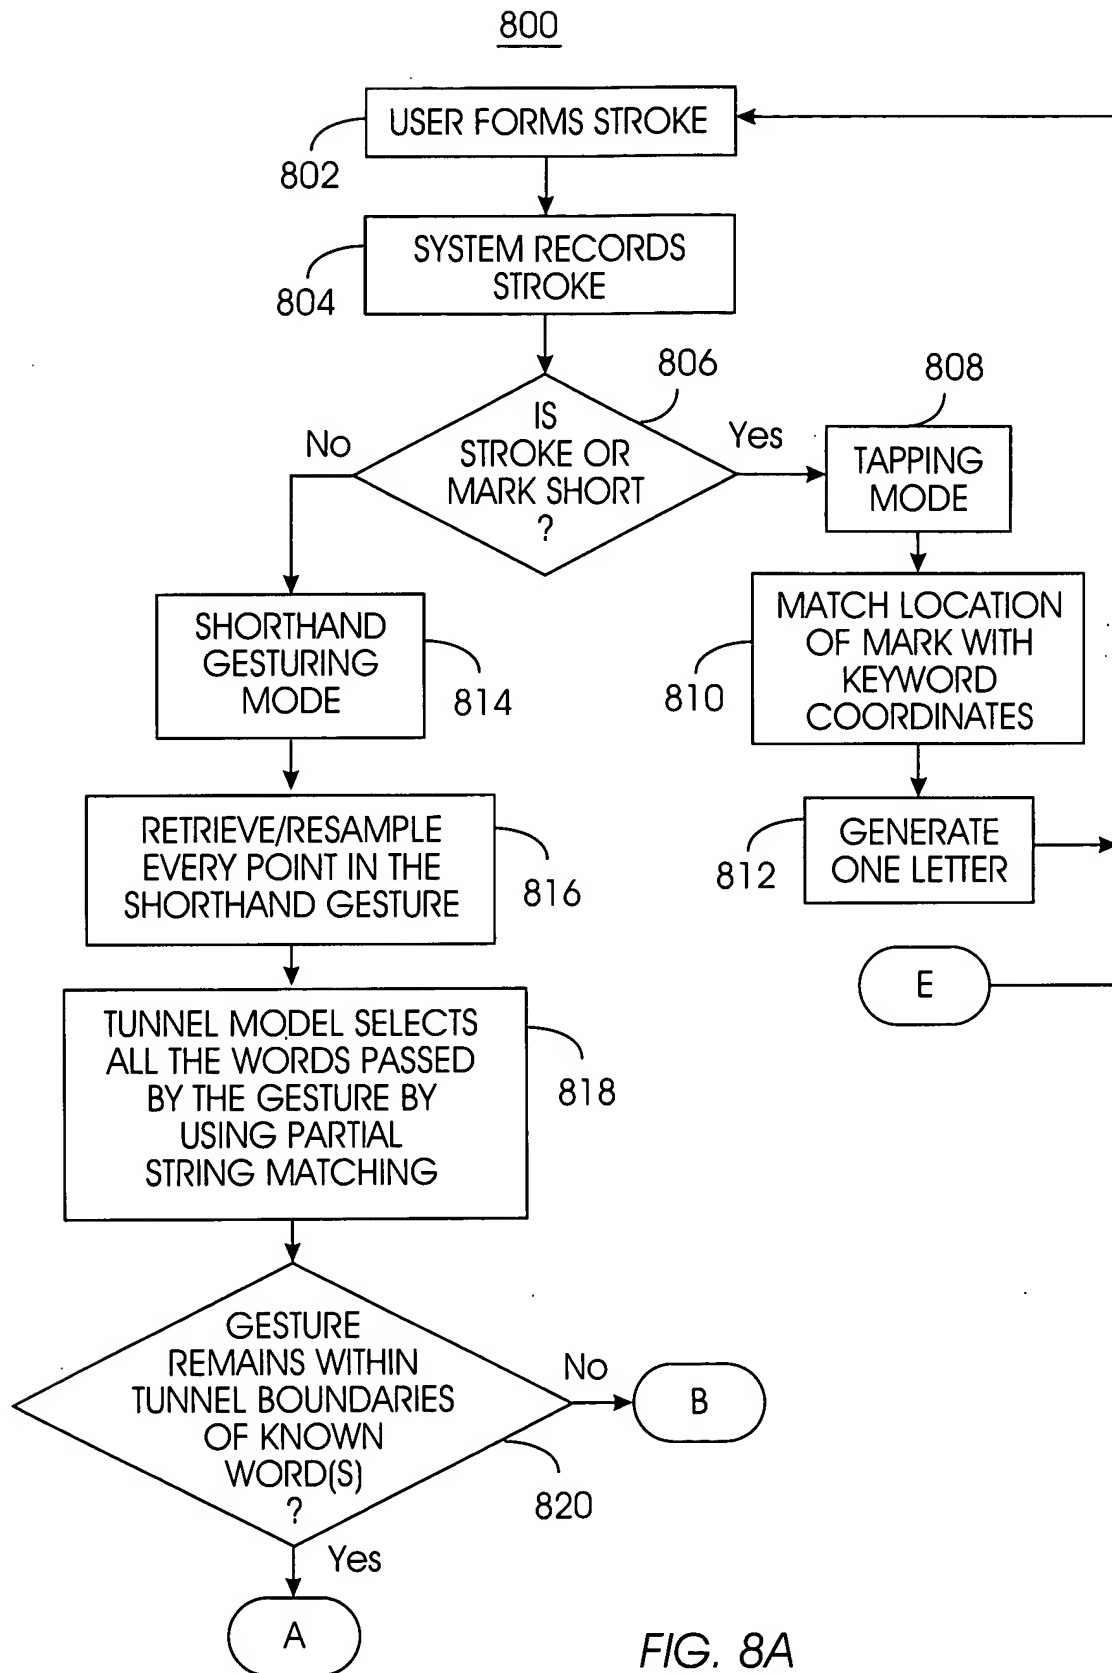 800
USER FORMS STROKE
802
SYSTEM RECORDS
STROKE
804
806
IS
STROKE OR
MARK SHORT
?
No
Yes
808
TAPPING
MODE
MATCH LOCATION
OF MARK WITH
KEYWORD
COORDINATES
810
GENERATE
ONE LETTER
812
E
SHORTHAND
GESTURING
MODE
814
RETRIEVE/RESAMPLE
EVERY POINT IN THE
SHORTHAND GESTURE
816
TUNNEL MODEL SELECTS
ALL THE WORDS PASSED
BY THE GESTURE BY
USING PARTIAL
STRING MATCHING
818
GESTURE
REMAINS WITHIN
TUNNEL BOUNDARIES
OF KNOWN
WORD(S)
?
No
B
820
Yes
A
FIG. 8A